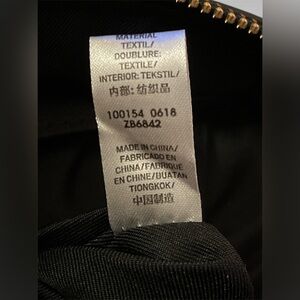 MATERIAL
TEXTIL/
DOUBLURE:
TEXTILE/
INTERIOR: TEKSTIL/
内部: 纺织品
100154 0618
ZB6842
MADE IN CHINA/
FABRICADO EN
CHINA/FABRIQUE
EN CHINE/BUATAN
TIONGKOK/
中国制造